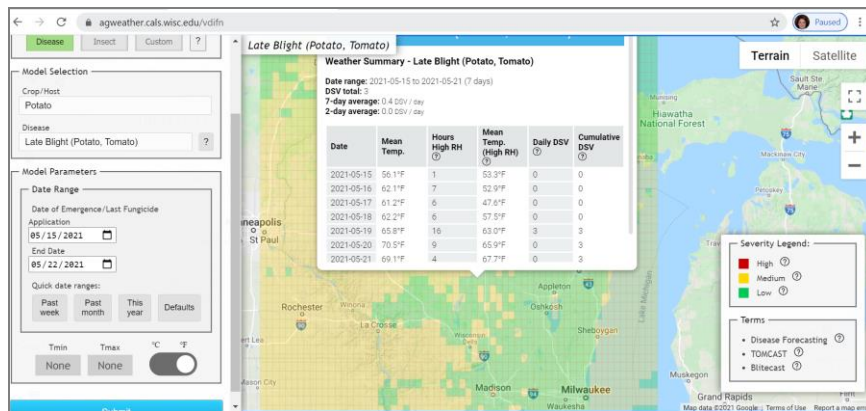 agweather.cals.wisc.edu/vdifn
Paused
Disease
Insect
Custom
?
Model Selection
Crop/Host
Potato
Disease
Late Blight (Potato, Tomato)
?
Model Parameters
Date Range
Date of Emergence/Last Fungicide
Application
05/15/2021
End Date
05/22/2021
Quick date ranges:
Past week
Past month
This year
Defaults
Tmin
Tmax
°C
°F
None
None
Submit
Late Blight (Potato, Tomato)
Weather Summary - Late Blight (Potato, Tomato)
Date range: 2021-05-15 to 2021-05-21 (7 days)
DSV total: 3
7-day average: 0.4 DSV / day
2-day average: 0.0 DSV / day
Date Mean Temp. Hours High RH Mean Temp. (High RH) Daily DSV Cumulative DSV
2021-05-15 56.1°F 1 53.3°F 0 0
2021-05-16 62.1°F 7 52.9°F 0 0
2021-05-17 61.2°F 6 47.6°F 0 0
2021-05-18 62.2°F 6 57.5°F 0 0
2021-05-19 65.8°F 16 63.0°F 3 3
2021-05-20 70.5°F 9 65.9°F 0 3
2021-05-21 69.1°F 4 67.7°F 0 3
Terrain
Satellite
Sault Ste Marie
Munising
Hiawatha
National Forest
Mackinaw City
Petoskey
neapolis
St Paul
Rochester
Winona
La Crosse
Wisconsin Dells
Appleton
Oshkosh
Sheboygan
Lake Michigan
Mason City
Madison
Milwaukee
Waukesha
Muskegon
Grand Rapids
Severity Legend:
High
Medium
Low
Terms
Disease Forecasting
TOMCAST
Blitecast
Map data ©2021 Google
Terms of Use
Report a map